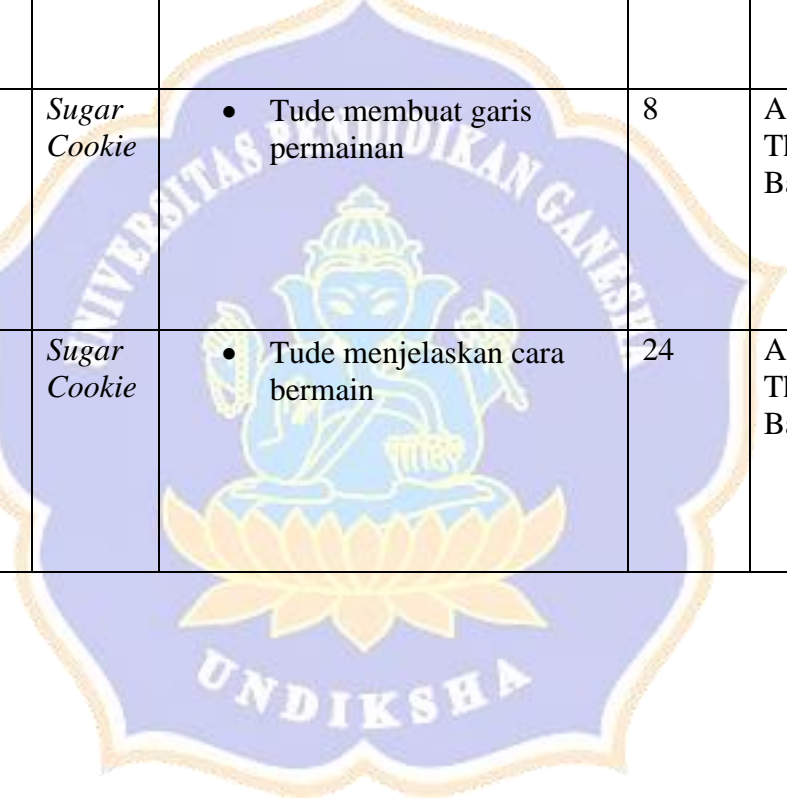 Sugar
Cookie
• Tude membuat garis
permainan
8
UNIVERSITAS PENDIDIKAN GANESHA
Sugar
Cookie
• Tude menjelaskan cara
bermain
24
UNDIKSHA